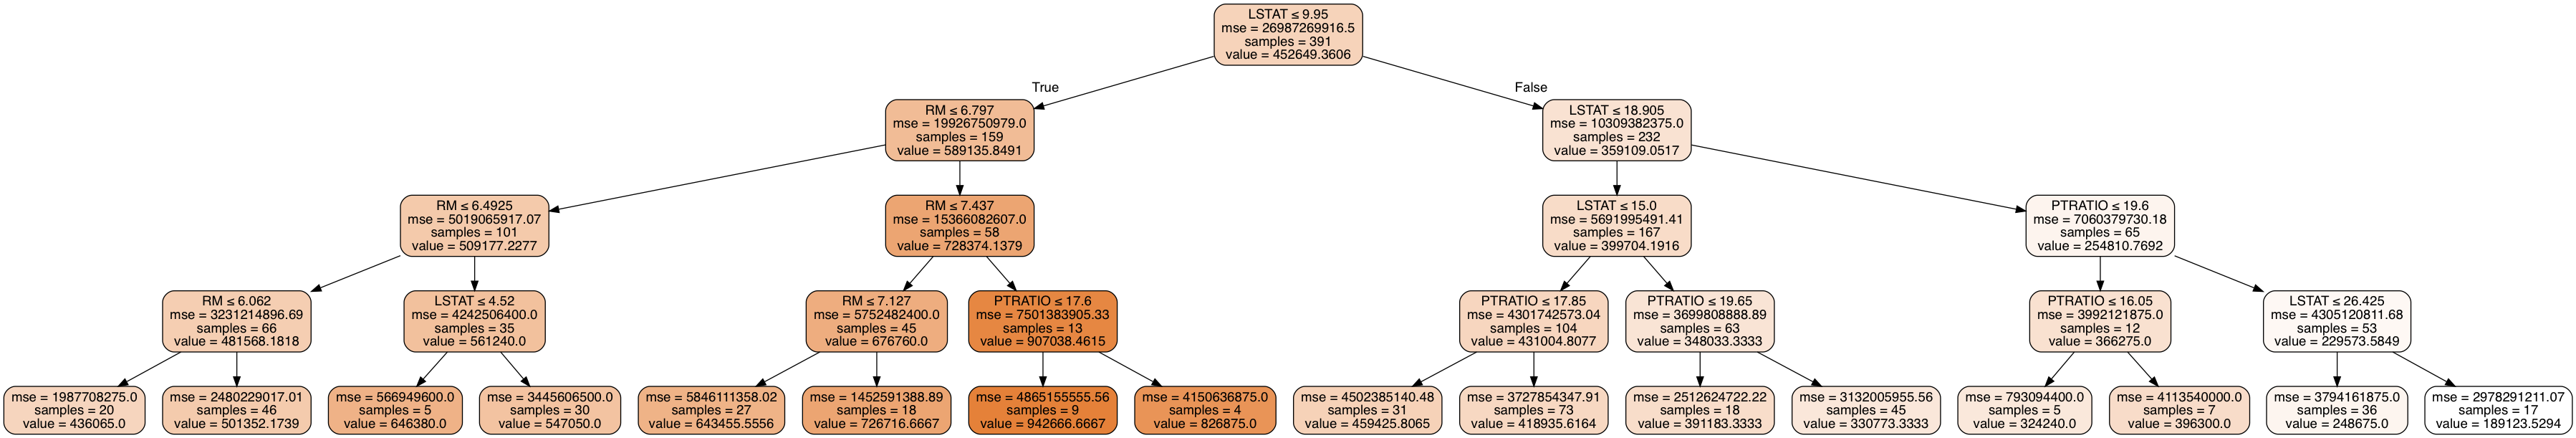 LSTAT ≤ 9.95
mse = 26987269916.5
samples = 391
value = 452649.3606
True
False
RM ≤ 6.797
mse = 19926750979.0
samples = 159
value = 589135.8491
LSTAT ≤ 18.905
mse = 10309382375.0
samples = 232
value = 359109.0517
RM ≤ 6.4925
mse = 5019065917.07
samples = 101
value = 509177.2277
RM ≤ 7.437
mse = 15366082607.0
samples = 58
value = 728374.1379
LSTAT ≤ 15.0
mse = 5691995491.41
samples = 167
value = 399704.1916
PTRATIO ≤ 19.6
mse = 7060379730.18
samples = 65
value = 254810.7692
RM ≤ 6.062
mse = 3231214896.69
samples = 66
value = 481568.1818
LSTAT ≤ 4.52
mse = 4242506400.0
samples = 35
value = 561240.0
RM ≤ 7.127
mse = 5752482400.0
samples = 45
value = 676760.0
PTRATIO ≤ 17.6
mse = 7501383905.33
samples = 13
value = 907038.4615
PTRATIO ≤ 17.85
mse = 4301742573.04
samples = 104
value = 431004.8077
PTRATIO ≤ 19.65
mse = 3699808888.89
samples = 63
value = 348033.3333
PTRATIO ≤ 16.05
mse = 3992121875.0
samples = 12
value = 366275.0
LSTAT ≤ 26.425
mse = 4305120811.68
samples = 53
value = 229573.5849
mse = 1987708275.0
samples = 20
value = 436065.0
mse = 2480229017.01
samples = 46
value = 501352.1739
mse = 566949600.0
samples = 5
value = 646380.0
mse = 3445606500.0
samples = 30
value = 547050.0
mse = 5846111358.02
samples = 27
value = 643455.5556
mse = 1452591388.89
samples = 18
value = 726716.6667
mse = 4865155555.56
samples = 9
value = 942666.6667
mse = 4150636875.0
samples = 4
value = 826875.0
mse = 4502385140.48
samples = 31
value = 459425.8065
mse = 3727854347.91
samples = 73
value = 418935.6164
mse = 2512624722.22
samples = 18
value = 391183.3333
mse = 3132005955.56
samples = 45
value = 330773.3333
mse = 793094400.0
samples = 5
value = 324240.0
mse = 4113540000.0
samples = 7
value = 396300.0
mse = 3794161875.0
samples = 36
value = 248675.0
mse = 2978291211.07
samples = 17
value = 189123.5294